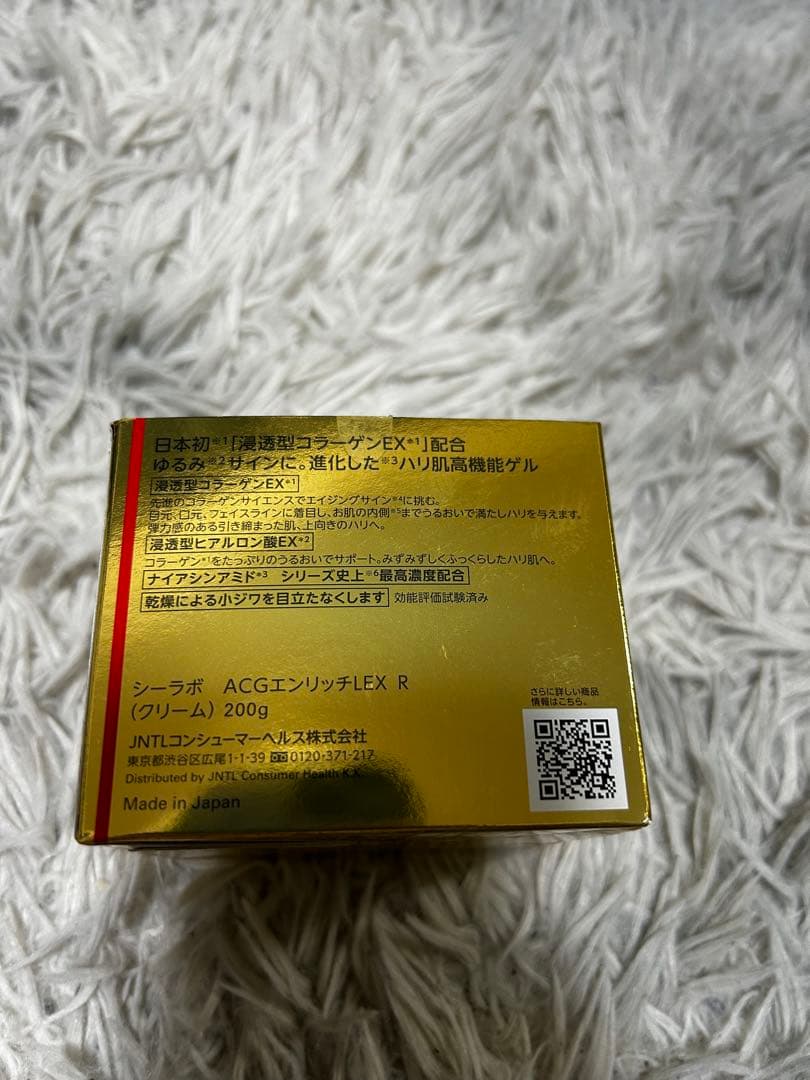 日本初※1「浸透型コラーゲンEX*1」配合
ゆるみ※2サインに。進化した※3ハリ肌高機能ゲル
浸透型コラーゲンEX*1
先進のコラーゲンサイエンスでエイジングサイン※4に挑む。
目元、口元、フェイスラインに着目し、お肌の内側※5までうるおいで満たしハリを与えます。
弾力感のある引き締まった肌、上向きのハリへ。
浸透型ヒアルロン酸EX*2
コラーゲン*1をたっぷりのうるおいでサポート。みずみずしくふっくらしたハリ肌へ。
ナイアシンアミド*3 シリーズ史上※6最高濃度配合
乾燥による小ジワを目立たなくします 効能評価試験済み
シーラボ ACGエンリッチLEX R
(クリーム) 200g
JNTLコンシューマーヘルス株式会社
東京都渋谷区広尾1-1-39 0120-371-217
Distributed by JNTL Consumer Health K.K.
Made in Japan
さらに詳しい商品
情報はこちら。